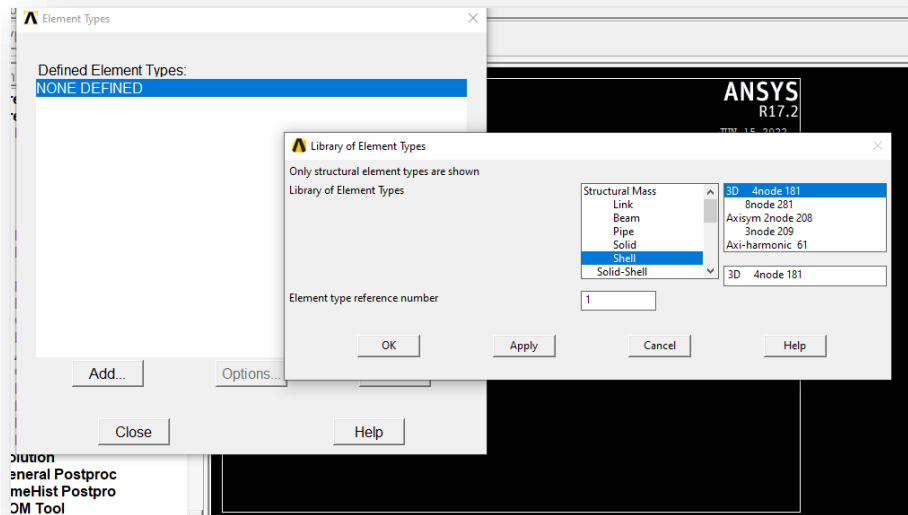 Element Types
Defined Element Types:
NONE DEFINED
ANSYS
R17.2
JUN 15 2022
Library of Element Types
Only structural element types are shown
Library of Element Types
Structural Mass
Link
Beam
Pipe
Solid
Shell
Solid-Shell
3D 4node 181
8node 281
Axisym 2node 208
3node 209
Axi-harmonic 61
3D 4node 181
Element type reference number
1
OK
Apply
Cancel
Help
Add...
Options...
Close
Help
olution
eneral Postproc
meHist Postpro
OM Tool